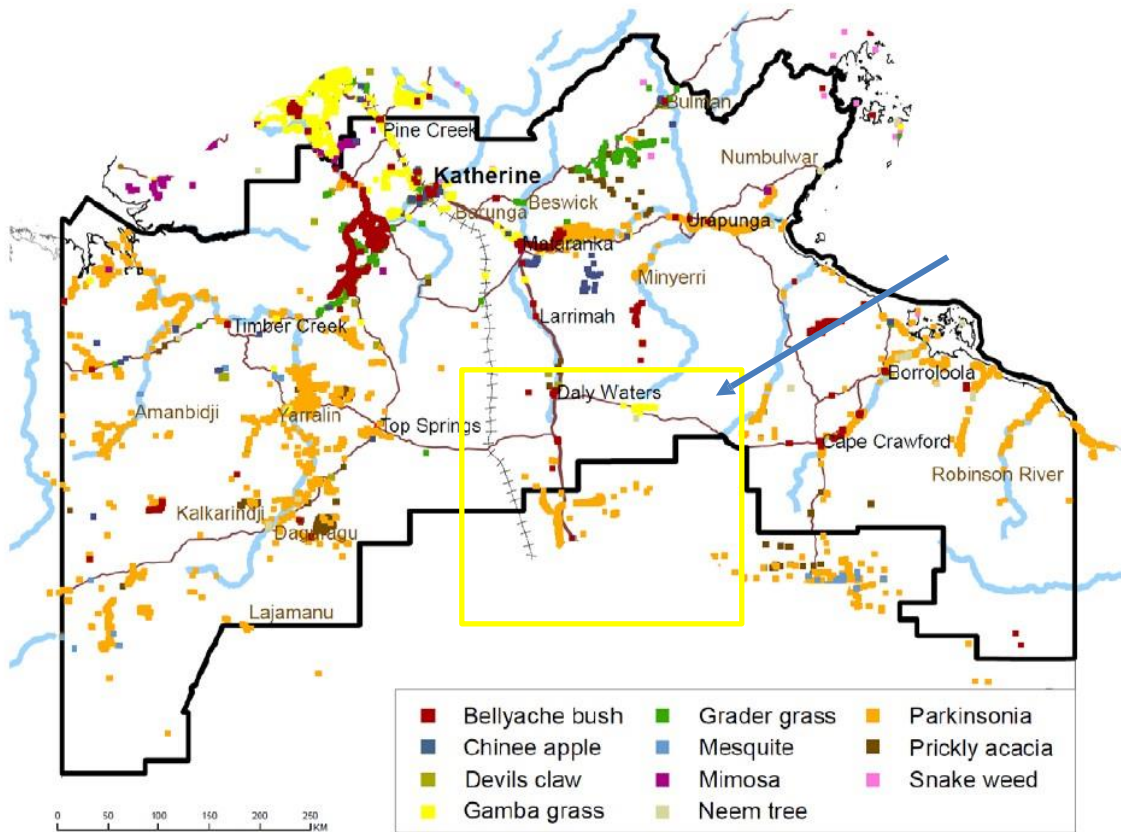 Bulman
Pine Creek
Numbulwar
Katherine
Beswick
Barunga
Urapunga
Mataranka
Minyerri
Larrimah
Timber Creek
Borroloola
Daly Waters
Amanbidji
Yarralin
Top Springs
Cape Crawford
Robinson River
Kalkarindji
Daguragu
Lajamanu
Bellyache bush Grader grass Parkinsonia
Chinee apple Mesquite Prickly acacia
Devils claw Mimosa Snake weed
Gamba grass Neem tree
0 50 100 150 200 250
KM